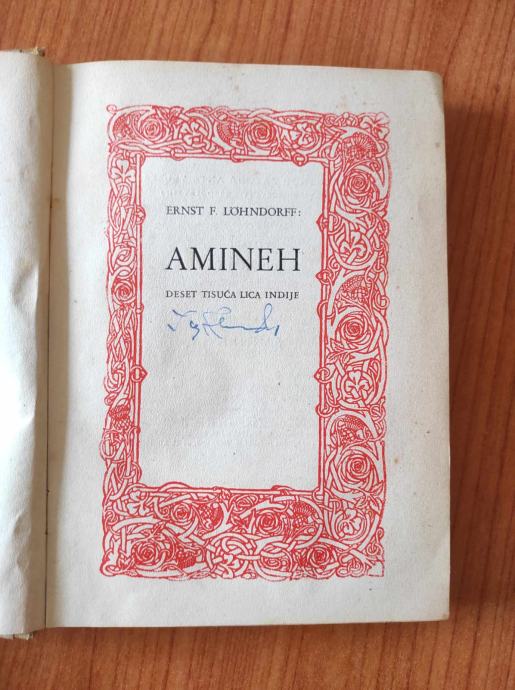 ERNST F. LÖHNDORFF:
AMINEH
DESET TISUĆA LICA INDIJE